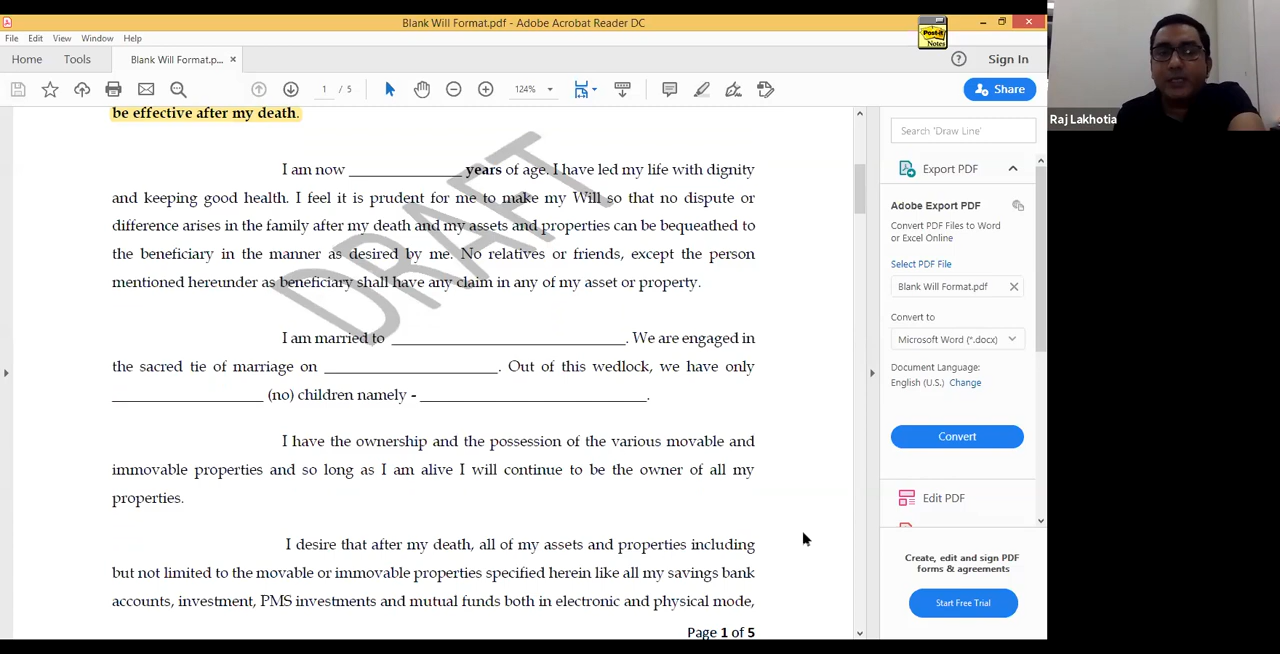 Blank Will Format.pdf - Adobe Acrobat Reader DC
Post-it
Notes
File Edit View Window Help
Home Tools Blank Will Format.p... × Sign In
1 / 5 124% Share
be effective after my death.
I am now ______________ years of age. I have led my life with dignity
and keeping good health. I feel it is prudent for me to make my Will so that no dispute or
difference arises in the family after my death and my assets and properties can be bequeathed to
the beneficiary in the manner as desired by me. No relatives or friends, except the person
mentioned hereunder as beneficiary shall have any claim in any of my asset or property.
DRAFT
I am married to ____________________________. We are engaged in
the sacred tie of marriage on _____________________. Out of this wedlock, we have only
__________________ (no) children namely - ___________________________.
I have the ownership and the possession of the various movable and
immovable properties and so long as I am alive I will continue to be the owner of all my
properties.
I desire that after my death, all of my assets and properties including
but not limited to the movable or immovable properties specified herein like all my savings bank
accounts, investment, PMS investments and mutual funds both in electronic and physical mode,
Page 1 of 5
Search 'Draw Line'
Export PDF
Adobe Export PDF
Convert PDF Files to Word
or Excel Online
Select PDF File
Blank Will Format.pdf
Convert to
Microsoft Word (*.docx)
Document Language:
English (U.S.) Change
Convert
Edit PDF
Create, edit and sign PDF
forms & agreements
Start Free Trial
Raj Lakhotia